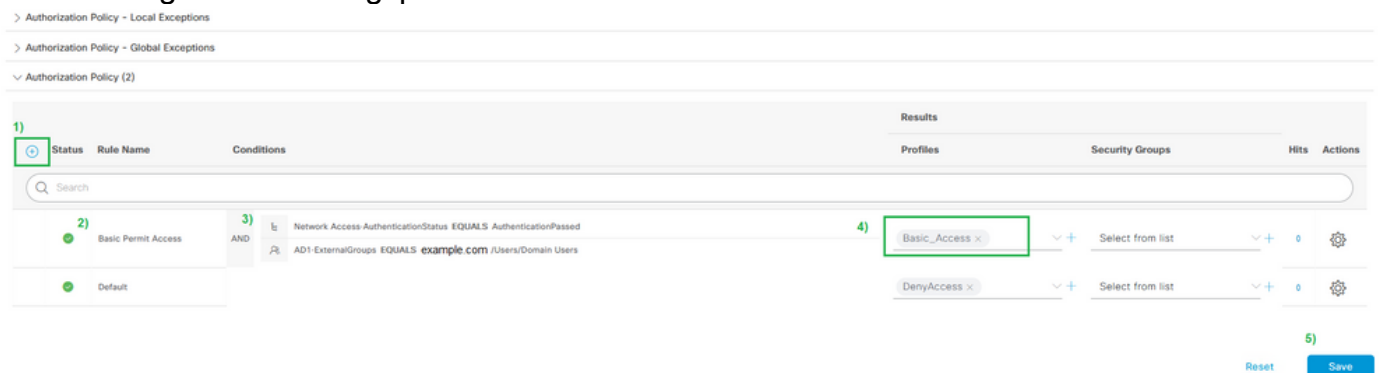 > Authorization Policy - Local Exceptions
> Authorization Policy - Global Exceptions
Authorization Policy (2)
Results
1)
Status Rule Name Conditions Profiles Security Groups Hits Actions
Search
2) 3) 4)
Network Access·AuthenticationStatus EQUALS AuthenticationPassed
Basic Permit Access AND Basic_Access × Select from list 0
AD1·ExternalGroups EQUALS example.com /Users/Domain Users
Default DenyAccess × Select from list 0
5)
Reset Save